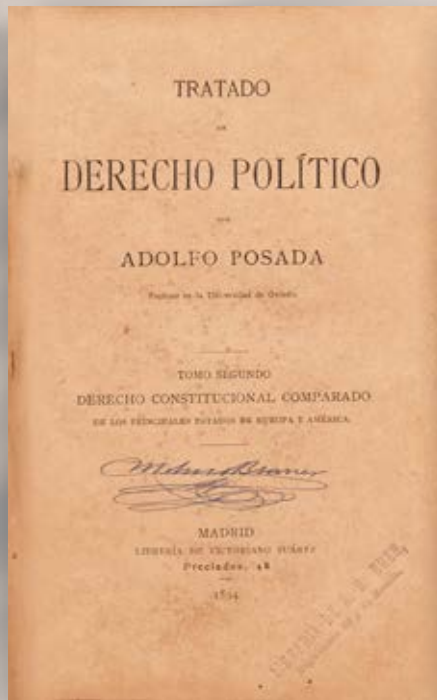 TRATADO
DE
DERECHO POLÍTICO
POR
ADOLFO POSADA
Profesor en la Universidad de Oviedo.
TOMO SEGUNDO
DERECHO CONSTITUCIONAL COMPARADO
DE LOS PRINCIPALES ESTADOS DE EUROPA Y AMÉRICA.
MADRID
LIBRERÍA DE VICTORIANO SUÁREZ
Preciados, 48
1894